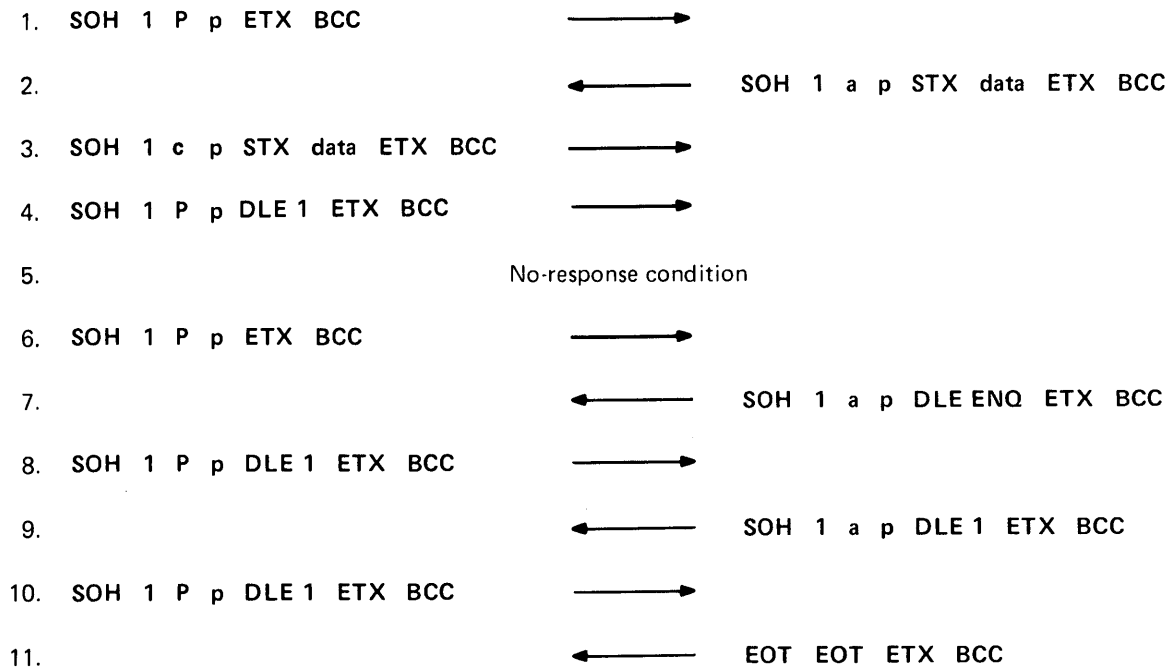 1. SOH 1 P p ETX BCC
2. SOH 1 a p STX data ETX BCC
3. SOH 1 c p STX data ETX BCC
4. SOH 1 P p DLE 1 ETX BCC
5. No-response condition
6. SOH 1 P p ETX BCC
7. SOH 1 a p DLE ENQ ETX BCC
8. SOH 1 P p DLE 1 ETX BCC
9. SOH 1 a p DLE 1 ETX BCC
10. SOH 1 P p DLE 1 ETX BCC
11. EOT EOT ETX BCC